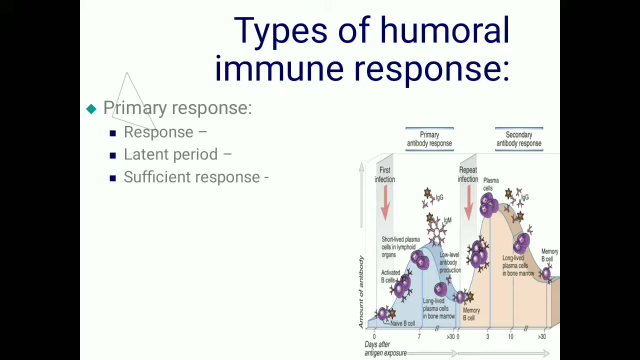 Types of humoral
immune response:
Primary response:
Response –
Latent period –
Sufficient response -
Primary
antibody response
Secondary
antibody response
First
infection
Repeat
infection
Plasma
cells
IgG
IgG
IgM
Short-lived plasma
cells in lymphoid
organs
Low-level
antibody
production
Activated
B cells
Long-lived
plasma cells
in bone marrow
Long-lived
plasma cells
in bone marrow
Memory
B cell
Memory
B cell
Naive B cell
Amount of antibody
0 7 >30 0 3 10 >30
Days after
antigen exposure